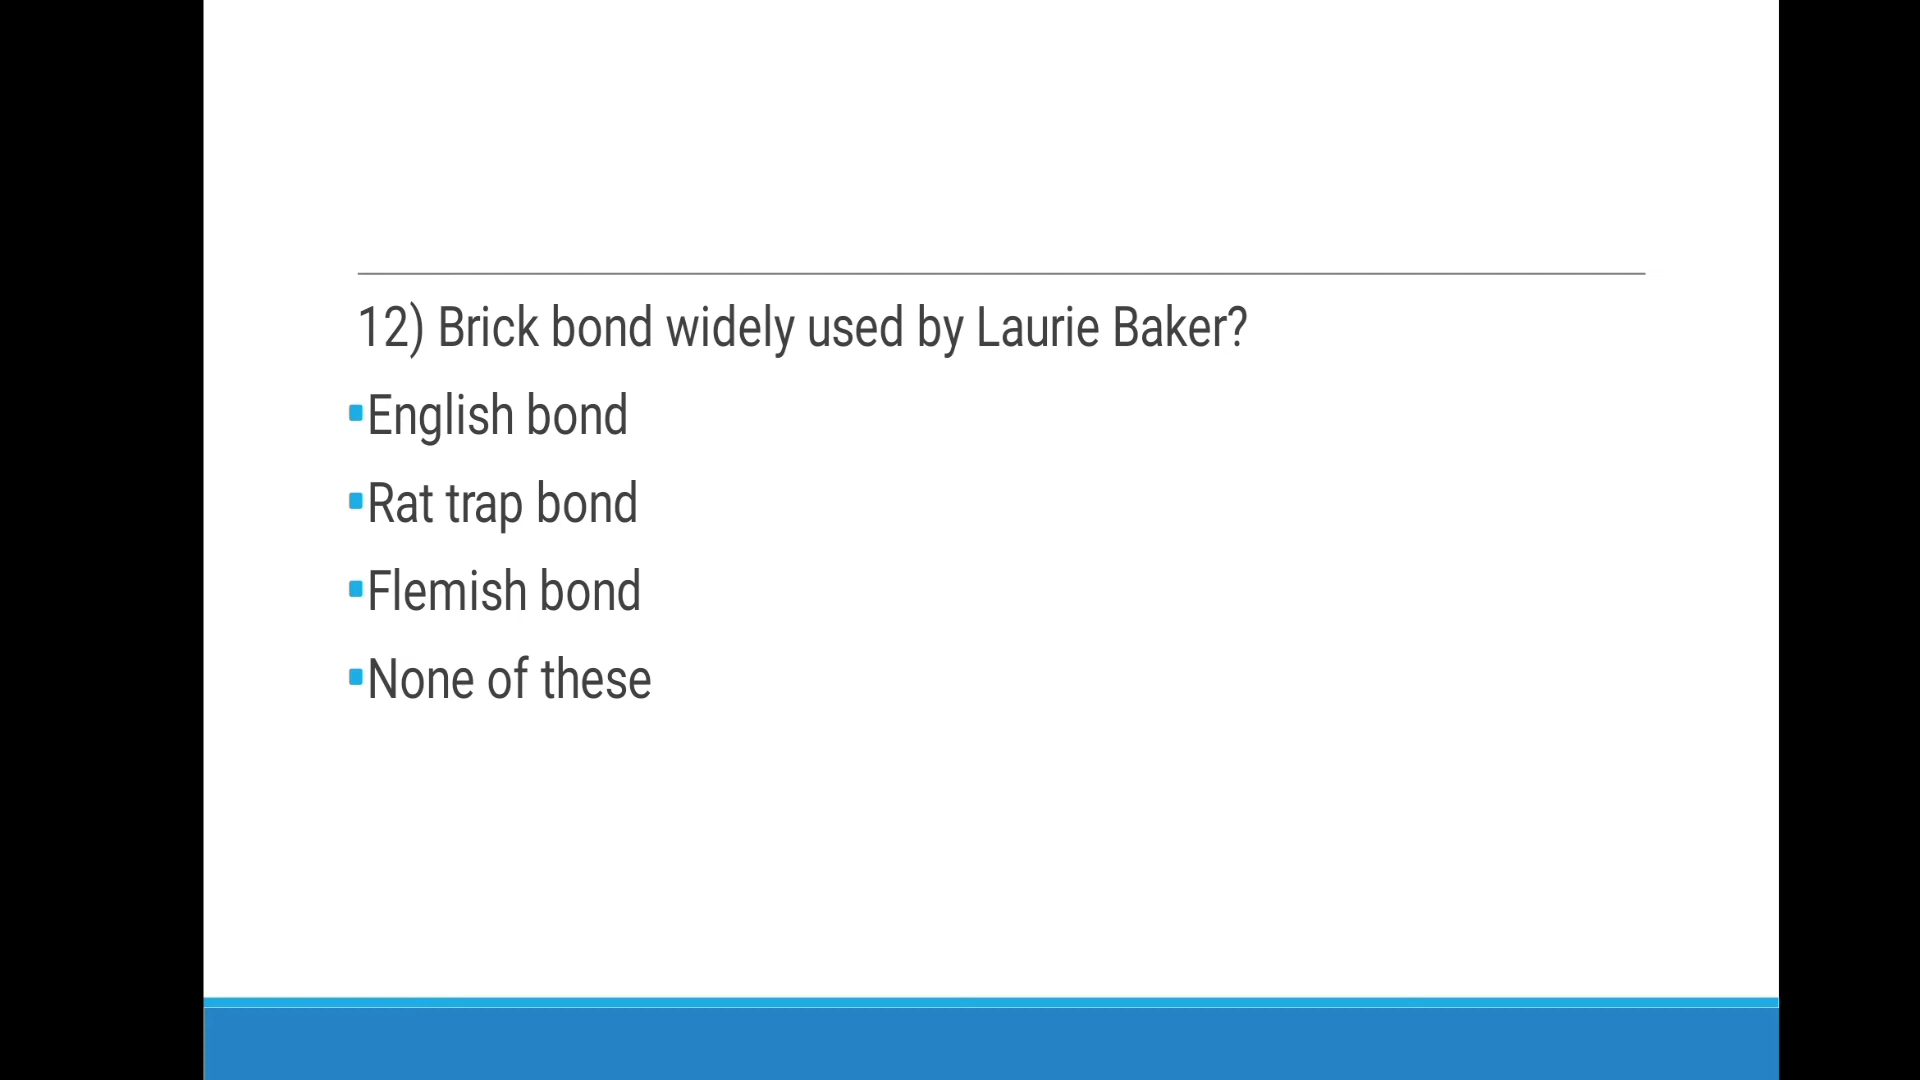 12) Brick bond widely used by Laurie Baker?
▪English bond
▪Rat trap bond
▪Flemish bond
▪None of these